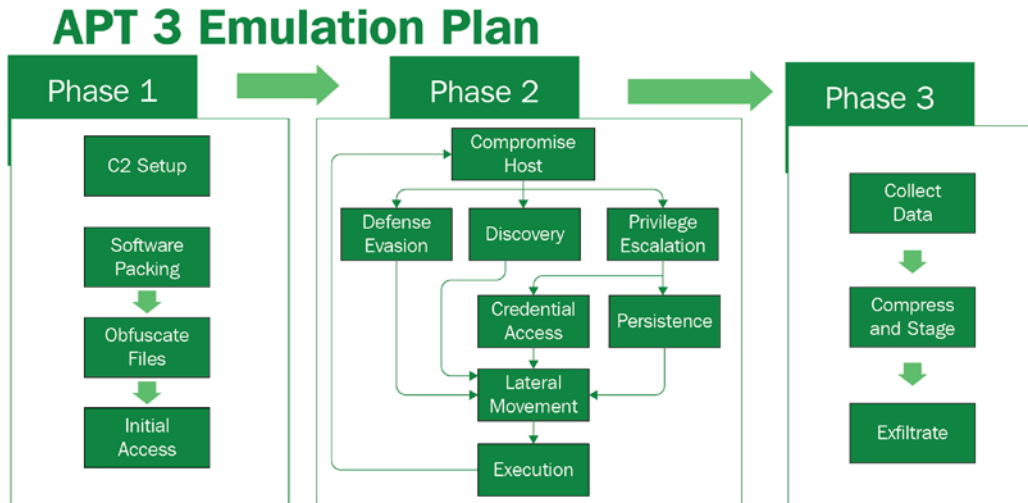 APT 3 Emulation Plan
Phase 1
C2 Setup
Software
Packing
Obfuscate
Files
Initial
Access
Phase 2
Compromise
Host
Defense
Evasion
Discovery
Privilege
Escalation
Credential
Access
Persistence
Lateral
Movement
Execution
Phase 3
Collect
Data
Compress
and Stage
Exfiltrate